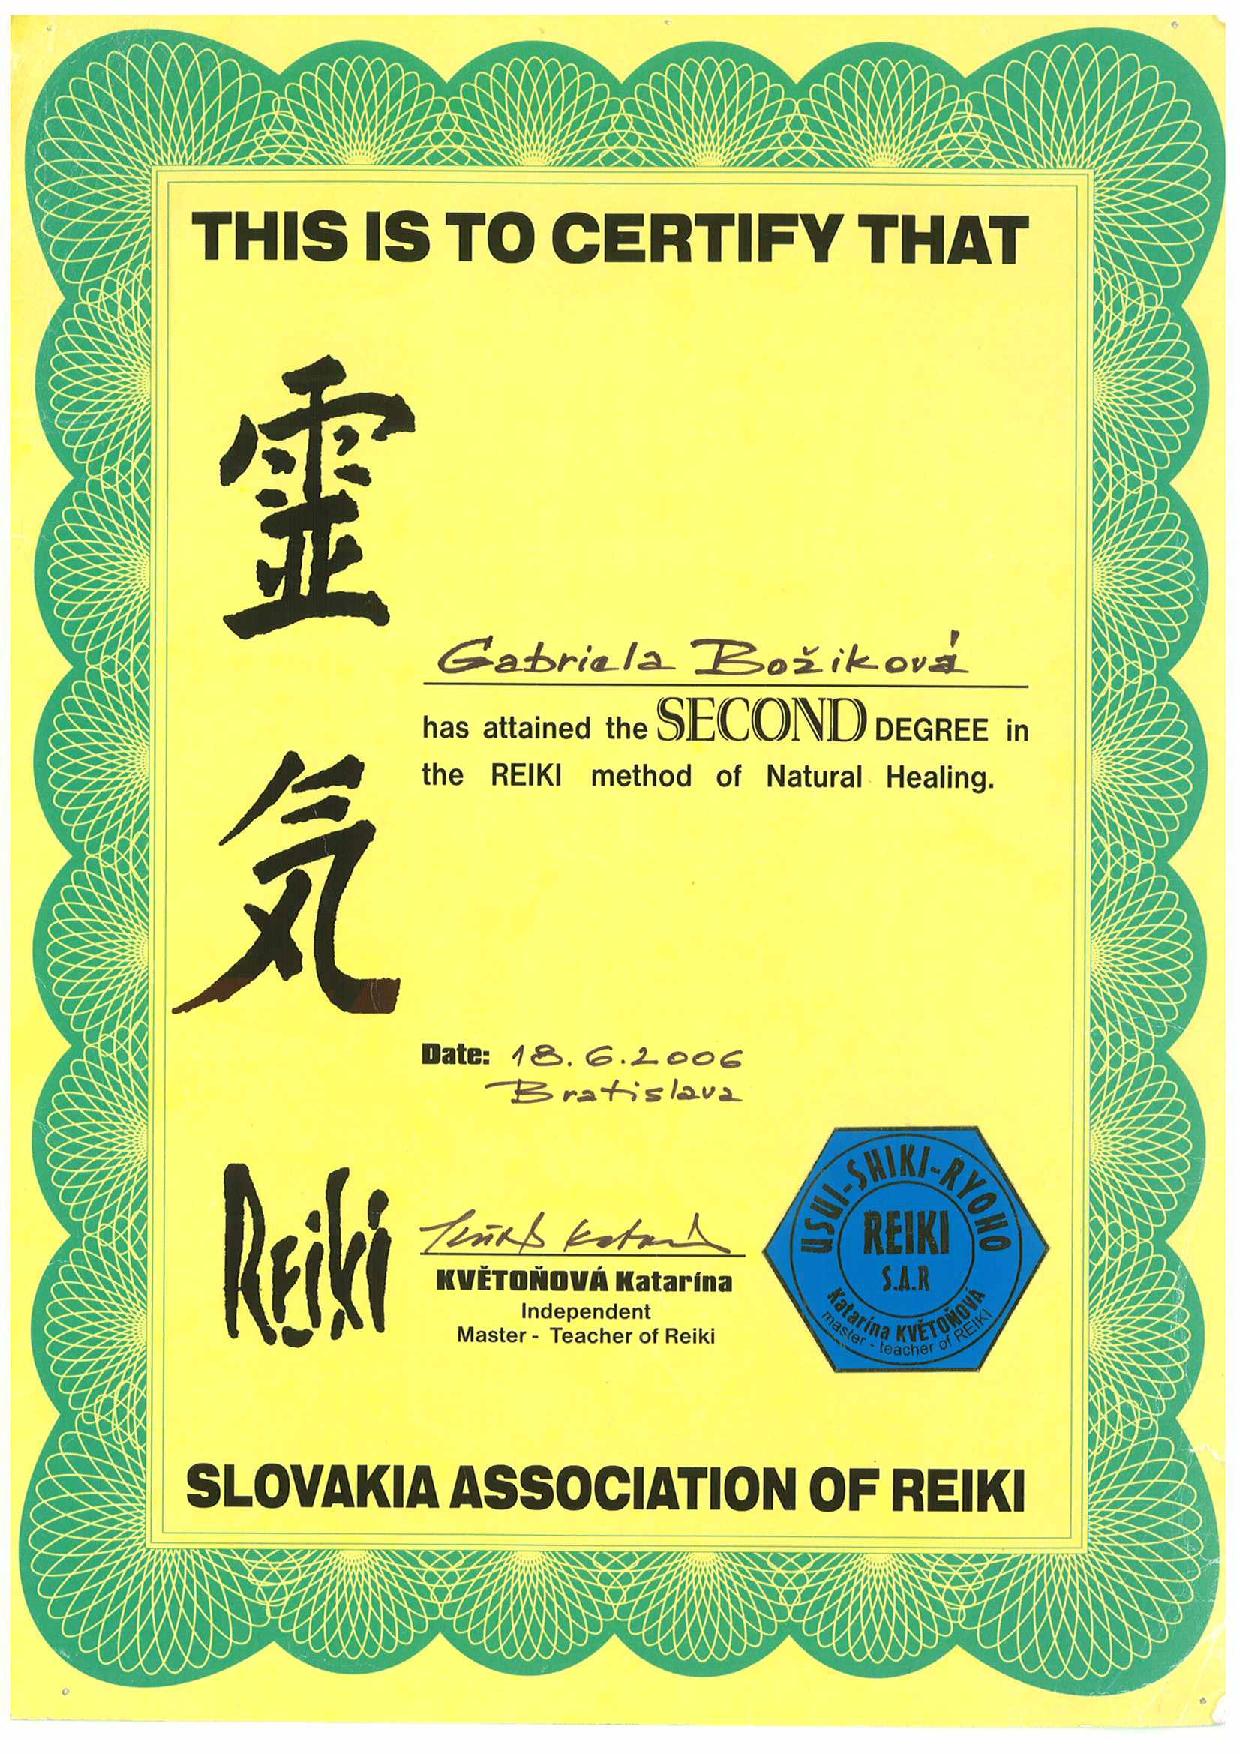 THIS IS TO CERTIFY THAT
靈
気
Gabriela Božiková
has attained the SECOND DEGREE in
the REIKI method of Natural Healing.
Date: 18.6.2006
Bratislava
Reiki
KVĚTOŇOVÁ Katarína
Independent
Master - Teacher of Reiki
USUI-SHIKI-RYOHO
REIKI
S.A.R
Katarína KVĚTOŇOVÁ
master - teacher of REIKI
SLOVAKIA ASSOCIATION OF REIKI